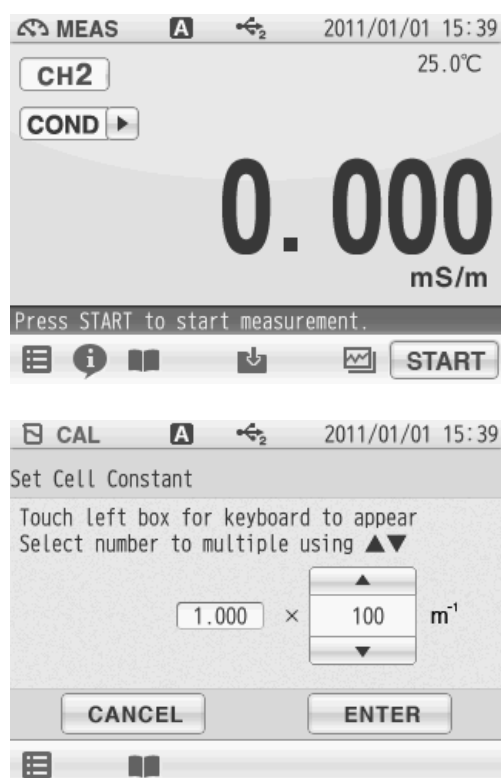 MEAS A 2 2011/01/01 15:39
CH2 25.0℃
COND ▶
0.000
mS/m
Press START to start measurement.
i START
CAL A 2 2011/01/01 15:39
Set Cell Constant
Touch left box for keyboard to appear
Select number to multiple using ▲▼
▲
1.000 × 100 m⁻¹
▼
CANCEL ENTER